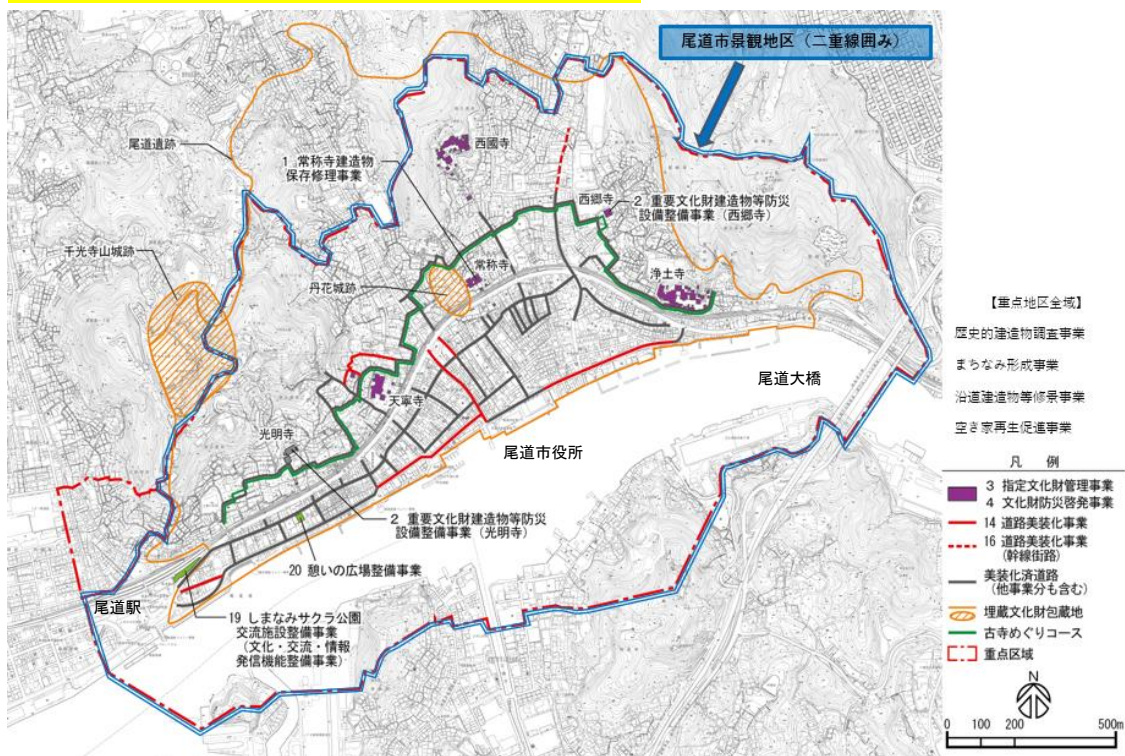 尾道市景観地区（二重線囲み）
尾道遺跡
1 常称寺建造物
保存修理事業
西國寺
西郷寺
2 重要文化財建造物等防災
設備整備事業（西郷寺）
千光寺山城跡
丹花城跡
常称寺
浄土寺
天寧寺
光明寺
尾道大橋
尾道市役所
2 重要文化財建造物等防災
設備整備事業（光明寺）
20 憩いの広場整備事業
尾道駅
19 しまなみサクラ公園
交流施設整備事業
（文化・交流・情報
発信機能整備事業）
【重点地区全域】
歴史的建造物調査事業
まちなみ形成事業
沿道建造物等修景事業
空き家再生促進事業
凡 例
3 指定文化財管理事業
4 文化財防災啓発事業
14 道路美装化事業
16 道路美装化事業
（幹線街路）
美装化済道路
（他事業分も含む）
埋蔵文化財包蔵地
古寺めぐりコース
重点区域
N
0 100 200 500m